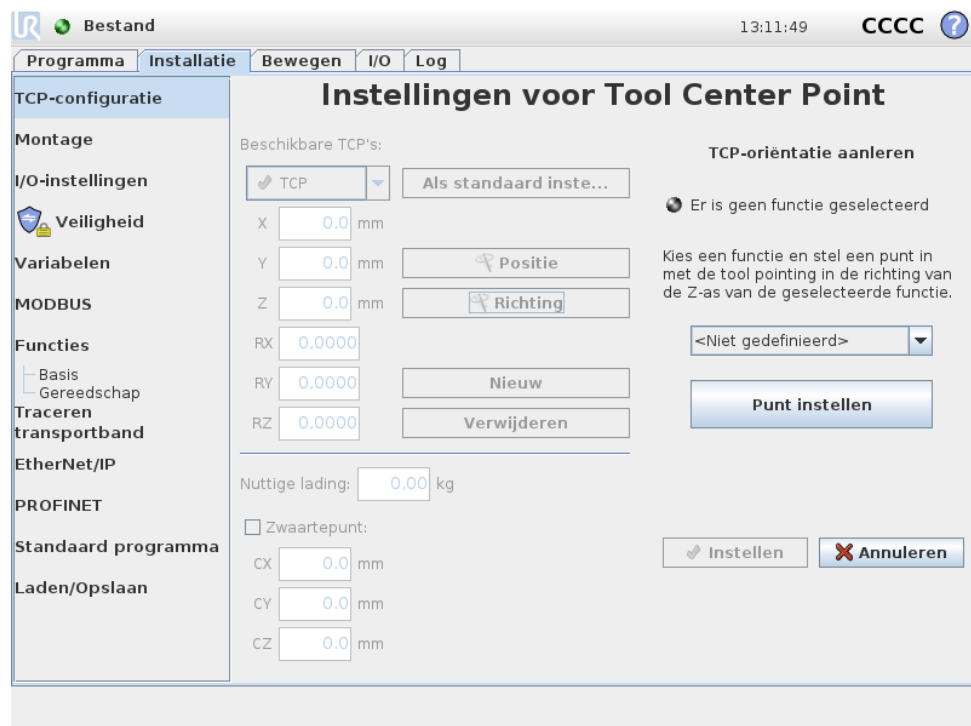 UR Bestand 13:11:49 CCCC ?
Programma Installatie Bewegen I/O Log
TCP-configuratie
Montage
I/O-instellingen
Veiligheid
Variabelen
MODBUS
Functies
Basis
Gereedschap
Traceren
transportband
EtherNet/IP
PROFINET
Standaard programma
Laden/Opslaan
Instellingen voor Tool Center Point
Beschikbare TCP's:
TCP Als standaard inste...
X 0.0 mm
Y 0.0 mm Positie
Z 0.0 mm Richting
RX 0,0000
RY 0,0000 Nieuw
RZ 0,0000 Verwijderen
Nuttige lading: 0,00 kg
Zwaartepunt:
CX 0.0 mm
CY 0.0 mm
CZ 0.0 mm
TCP-oriëntatie aanleren
Er is geen functie geselecteerd
Kies een functie en stel een punt in
met de tool pointing in de richting van
de Z-as van de geselecteerde functie.
<Niet gedefinieerd>
Punt instellen
Instellen Annuleren